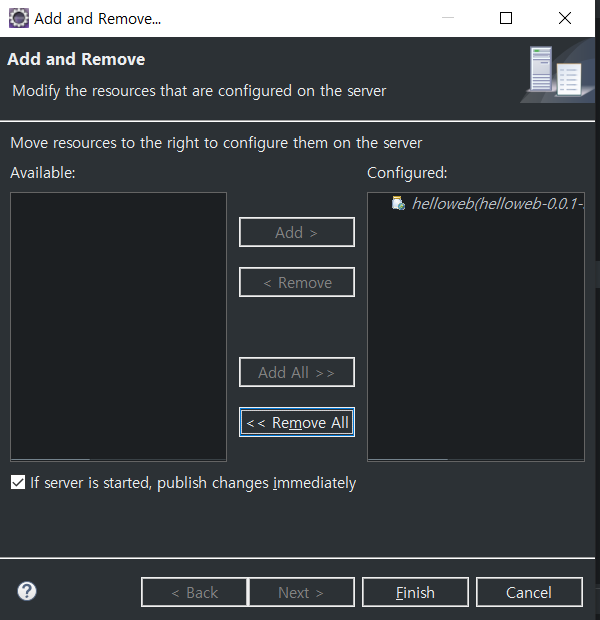 Add and Remove...
Add and Remove
Modify the resources that are configured on the server
Move resources to the right to configure them on the server
Available:
Configured:
helloweb(helloweb-0.0.1-
Add >
< Remove
Add All >>
<< Remove All
If server is started, publish changes immediately
< Back
Next >
Finish
Cancel